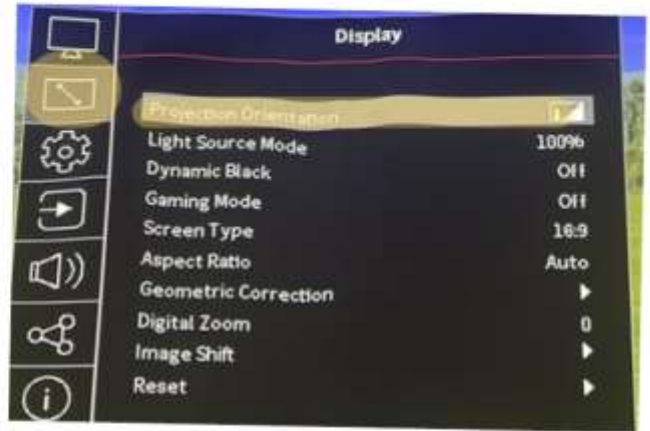 Display
Projection Orientation
Light Source Mode 100%
Dynamic Black Off
Gaming Mode Off
Screen Type 16:9
Aspect Ratio Auto
Geometric Correction
Digital Zoom 0
Image Shift
Reset